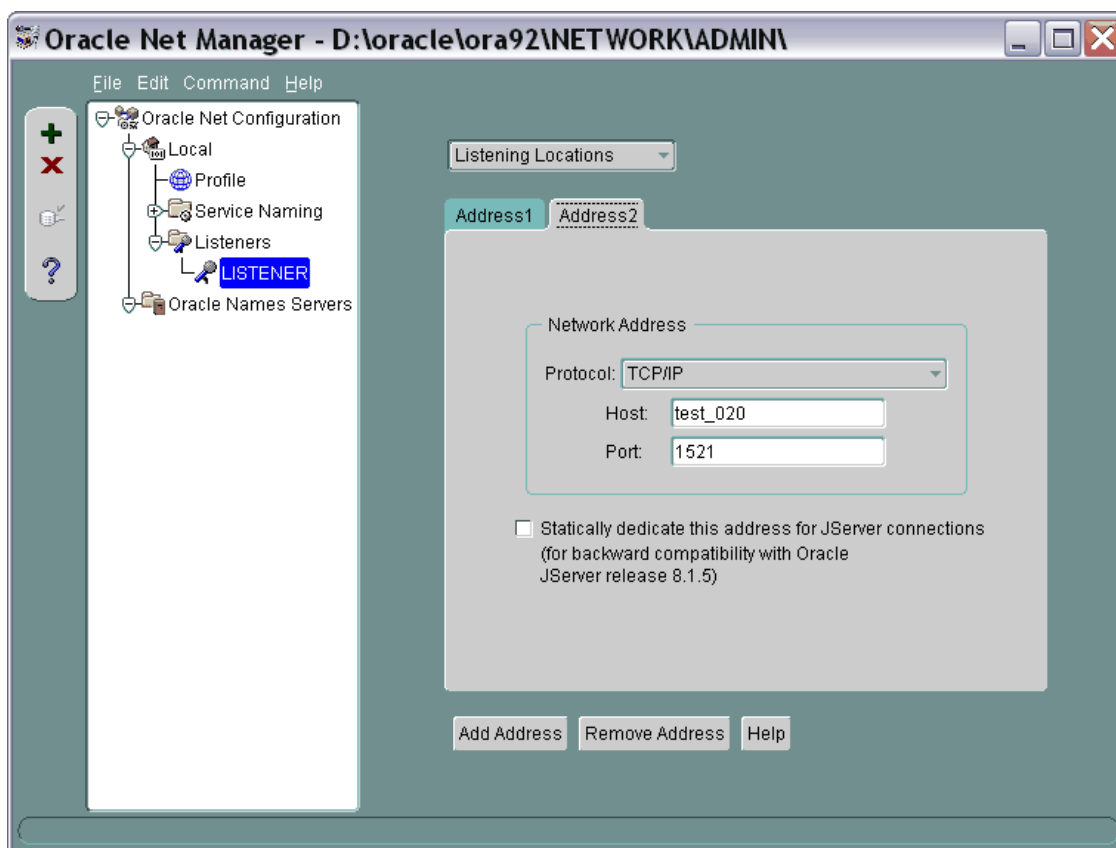 Oracle Net Manager - D:\oracle\ora92\NETWORK\ADMIN\
File Edit Command Help
Oracle Net Configuration
Local
Profile
Service Naming
Listeners
LISTENER
Oracle Names Servers
Listening Locations
Address1 Address2
Network Address
Protocol: TCP/IP
Host: test_020
Port: 1521
Statically dedicate this address for JServer connections
(for backward compatibility with Oracle
JServer release 8.1.5)
Add Address Remove Address Help